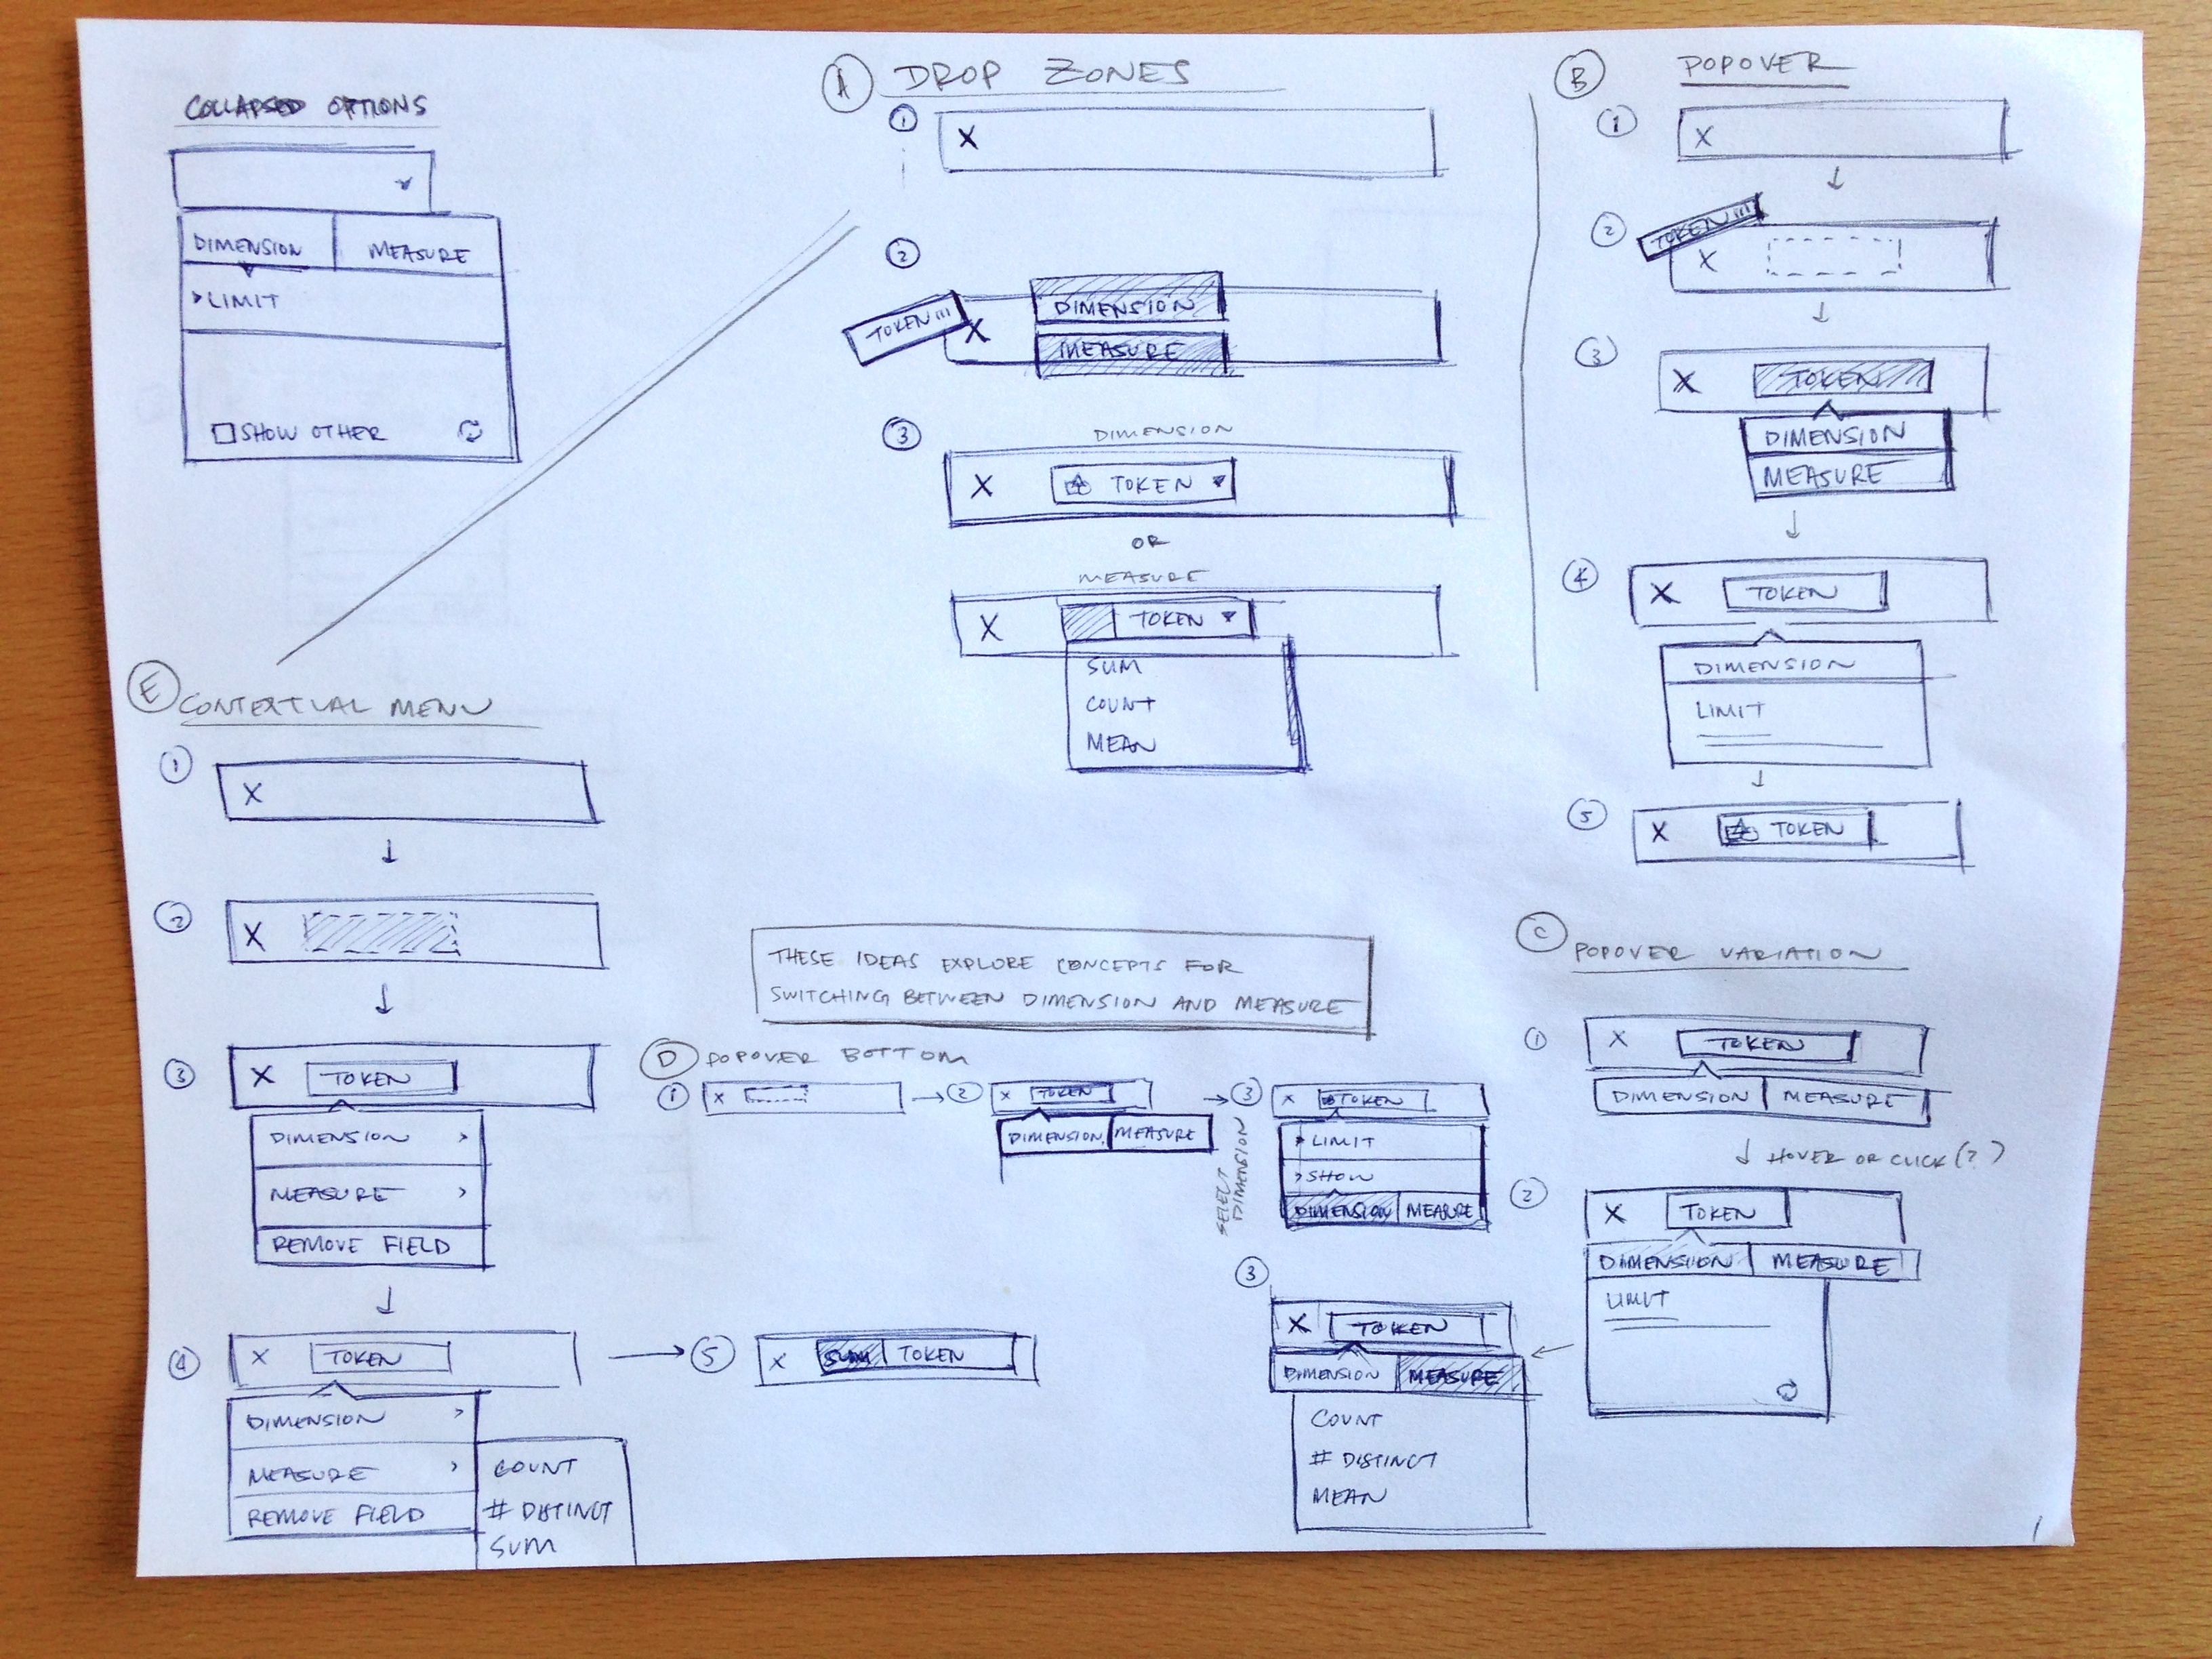 COLLAPSED OPTIONS
DIMENSION MEASURE
> LIMIT
SHOW OTHER
A DROP ZONES
1
X
2
TOKEN X DIMENSION
MEASURE
3
DIMENSION
X TOKEN
OR
MEASURE
X TOKEN
SUM
COUNT
MEAN
B POPOVER
1
X
2
TOKEN
X
3
X TOKEN
DIMENSION
MEASURE
4
X TOKEN
DIMENSION
LIMIT
5
X TOKEN
C POPOVER VARIATION
1
X TOKEN
DIMENSION MEASURE
HOVER OR CLICK (?)
2
X TOKEN
DIMENSION MEASURE
LIMIT
3
X TOKEN
DIMENSION MEASURE
COUNT
# DISTINCT
MEAN
THESE IDEAS EXPLORE CONCEPTS FOR
SWITCHING BETWEEN DIMENSION AND MEASURE
D POPOVER BOTTOM
1
X
2
X TOKEN
DIMENSION MEASURE
SELECT
DIMENSION
3
X TOKEN
> LIMIT
> SHOW
DIMENSION MEASURE
E CONTEXTUAL MENU
1
X
2
X
3
X TOKEN
DIMENSION >
MEASURE >
REMOVE FIELD
4
X TOKEN
DIMENSION >
MEASURE >
REMOVE FIELD
COUNT
# DISTINCT
SUM
5
X SUM TOKEN
1